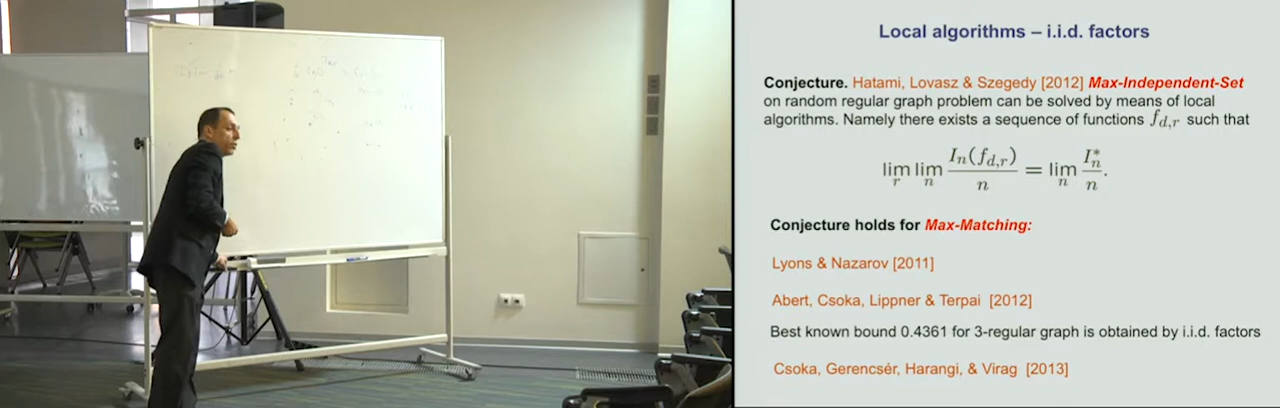 Local algorithms – i.i.d. factors
Conjecture. Hatami, Lovasz & Szegedy [2012] Max-Independent-Set
on random regular graph problem can be solved by means of local
algorithms. Namely there exists a sequence of functions f_{d,r} such that
lim_r lim_n I_n(f_{d,r})/n = lim_n I_n^*/n.
Conjecture holds for Max-Matching:
Lyons & Nazarov [2011]
Abert, Csoka, Lippner & Terpai [2012]
Best known bound 0.4361 for 3-regular graph is obtained by i.i.d. factors
Csoka, Gerencsér, Harangi, & Virag [2013]